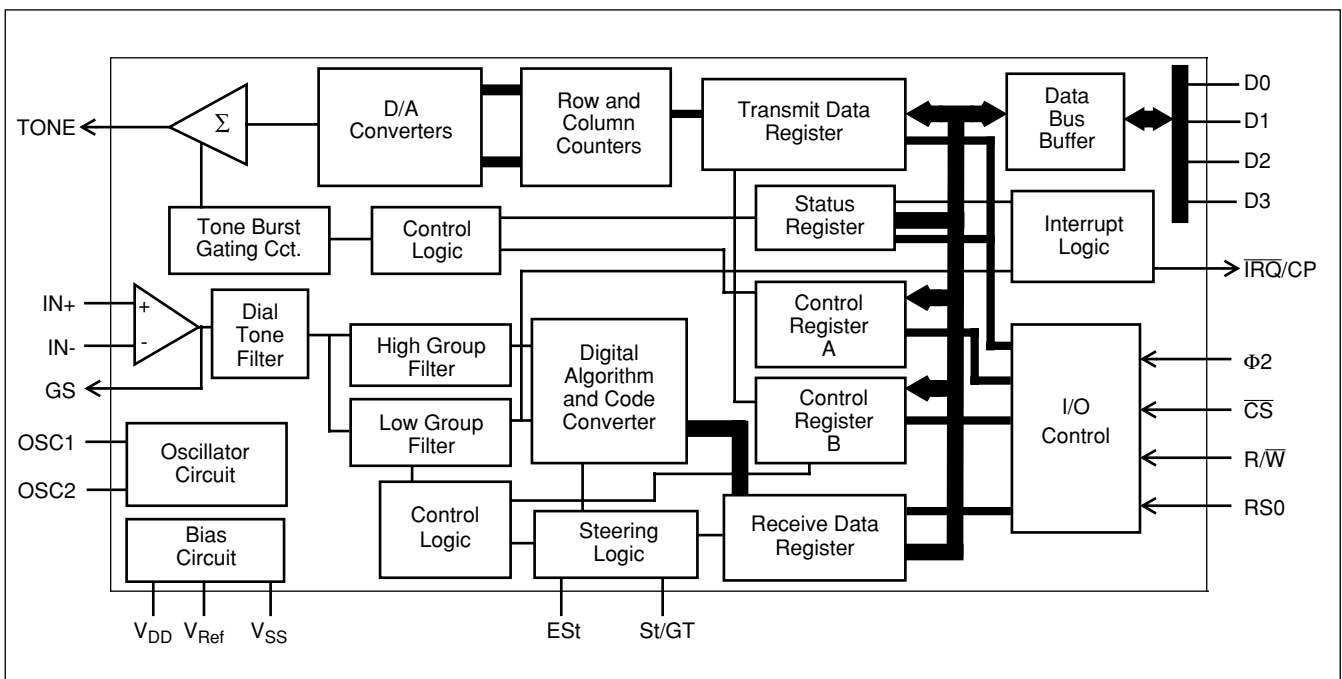 TONE
Σ
D/A
Converters
Row and
Column
Counters
Transmit Data
Register
Data
Bus
Buffer
D0
D1
D2
D3
Tone Burst
Gating Cct.
Control
Logic
Status
Register
Interrupt
Logic
I̅R̅Q̅/CP
IN+
IN-
GS
+
-
Dial
Tone
Filter
High Group
Filter
Low Group
Filter
Digital
Algorithm
and Code
Converter
Control
Register
A
Control
Register
B
I/O
Control
Φ2
C̅S̅
R/W̅
RS0
OSC1
OSC2
Oscillator
Circuit
Bias
Circuit
Control
Logic
Steering
Logic
Receive Data
Register
VDD
VRef
VSS
ESt
St/GT